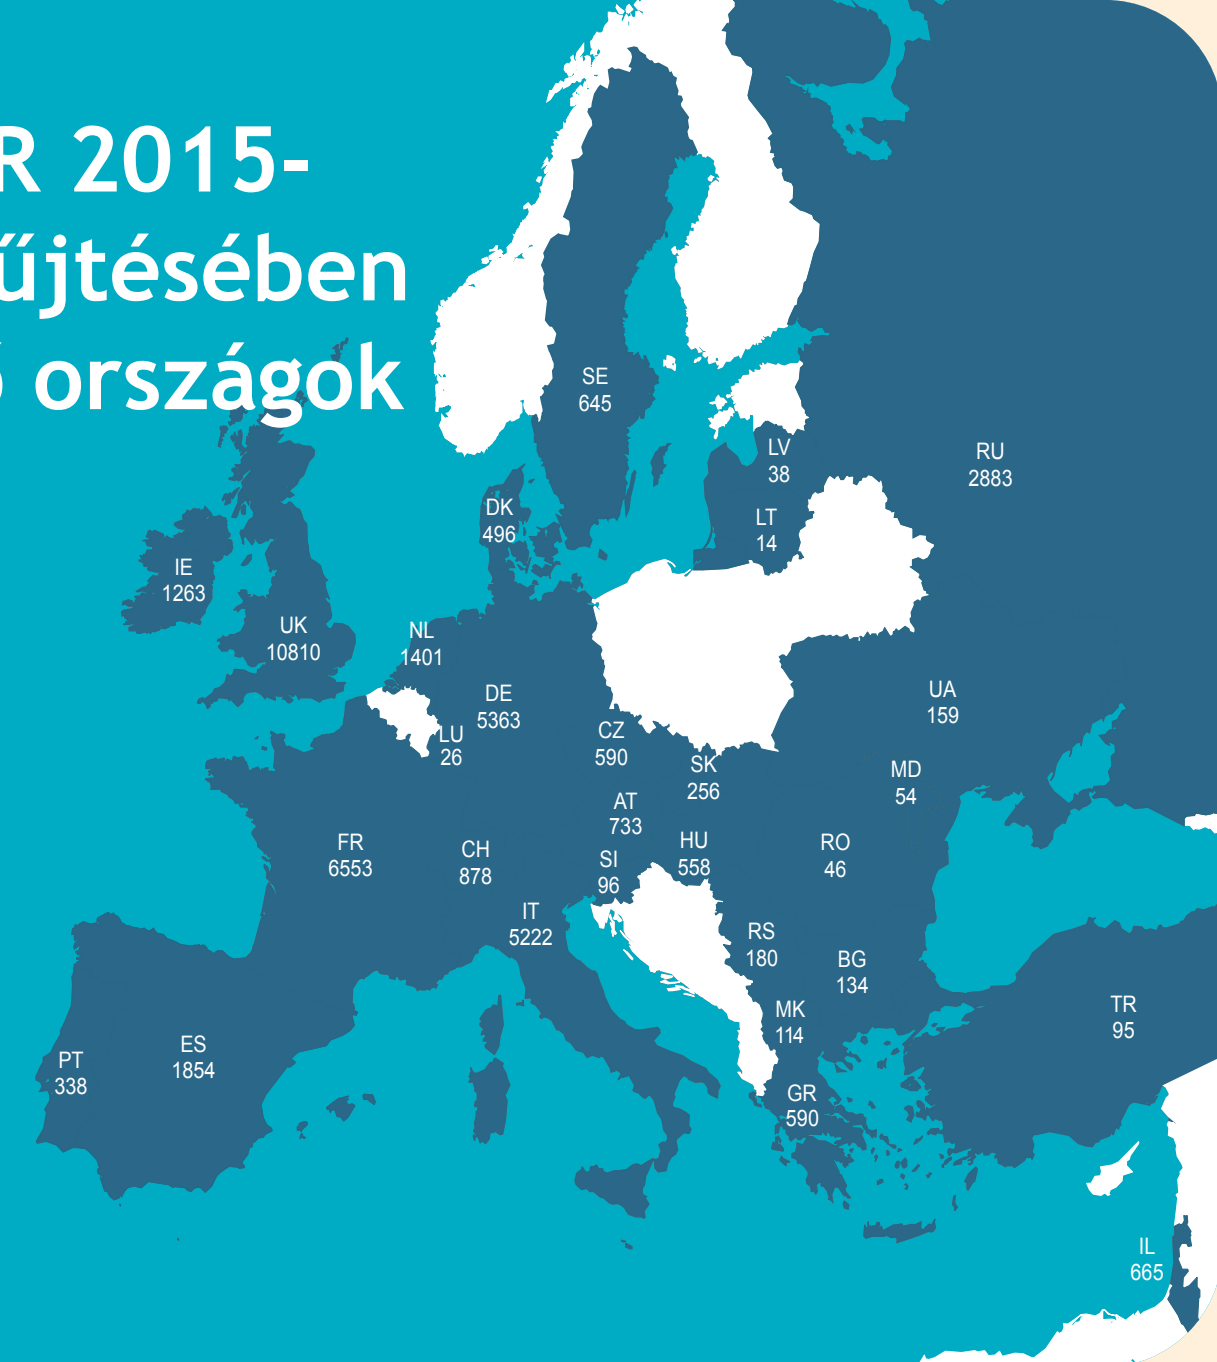 R 2015-
űjtésében
országok
SE
645
LV
38
RU
2883
DK
496
LT
14
IE
1263
UK
10810
NL
1401
DE
5363
UA
159
LU
26
CZ
590
SK
256
MD
54
AT
733
FR
6553
CH
878
HU
558
RO
46
SI
96
IT
5222
RS
180
BG
134
MK
114
TR
95
PT
338
ES
1854
GR
590
IL
665